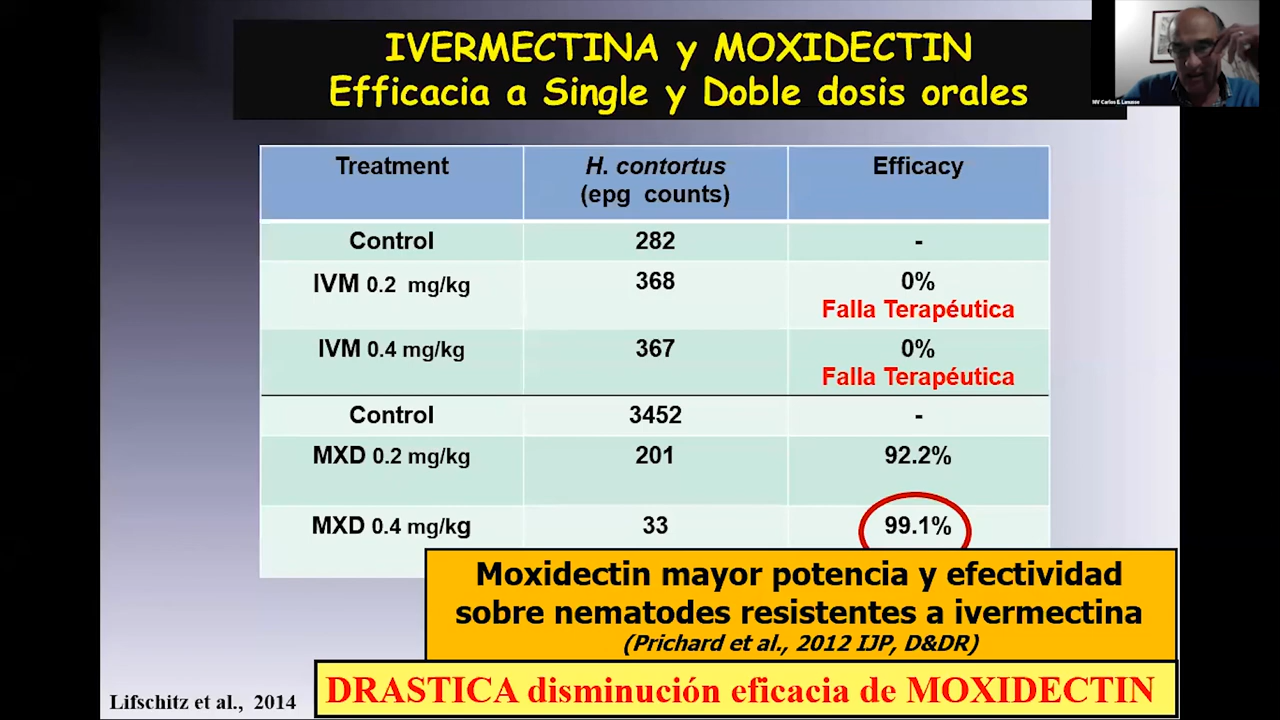 IVERMECTINA y MOXIDECTIN
Efficacia a Single y Doble dosis orales
MV Carlos E Lanusse
Treatment H. contortus (epg counts) Efficacy
Control 282 -
IVM 0.2 mg/kg 368 0%
Falla Terapéutica
IVM 0.4 mg/kg 367 0%
Falla Terapéutica
Control 3452 -
MXD 0.2 mg/kg 201 92.2%
MXD 0.4 mg/kg 33 99.1%
Moxidectin mayor potencia y efectividad
sobre nematodes resistentes a ivermectina
(Prichard et al., 2012 IJP, D&DR)
DRASTICA disminución eficacia de MOXIDECTIN
Lifschitz et al., 2014